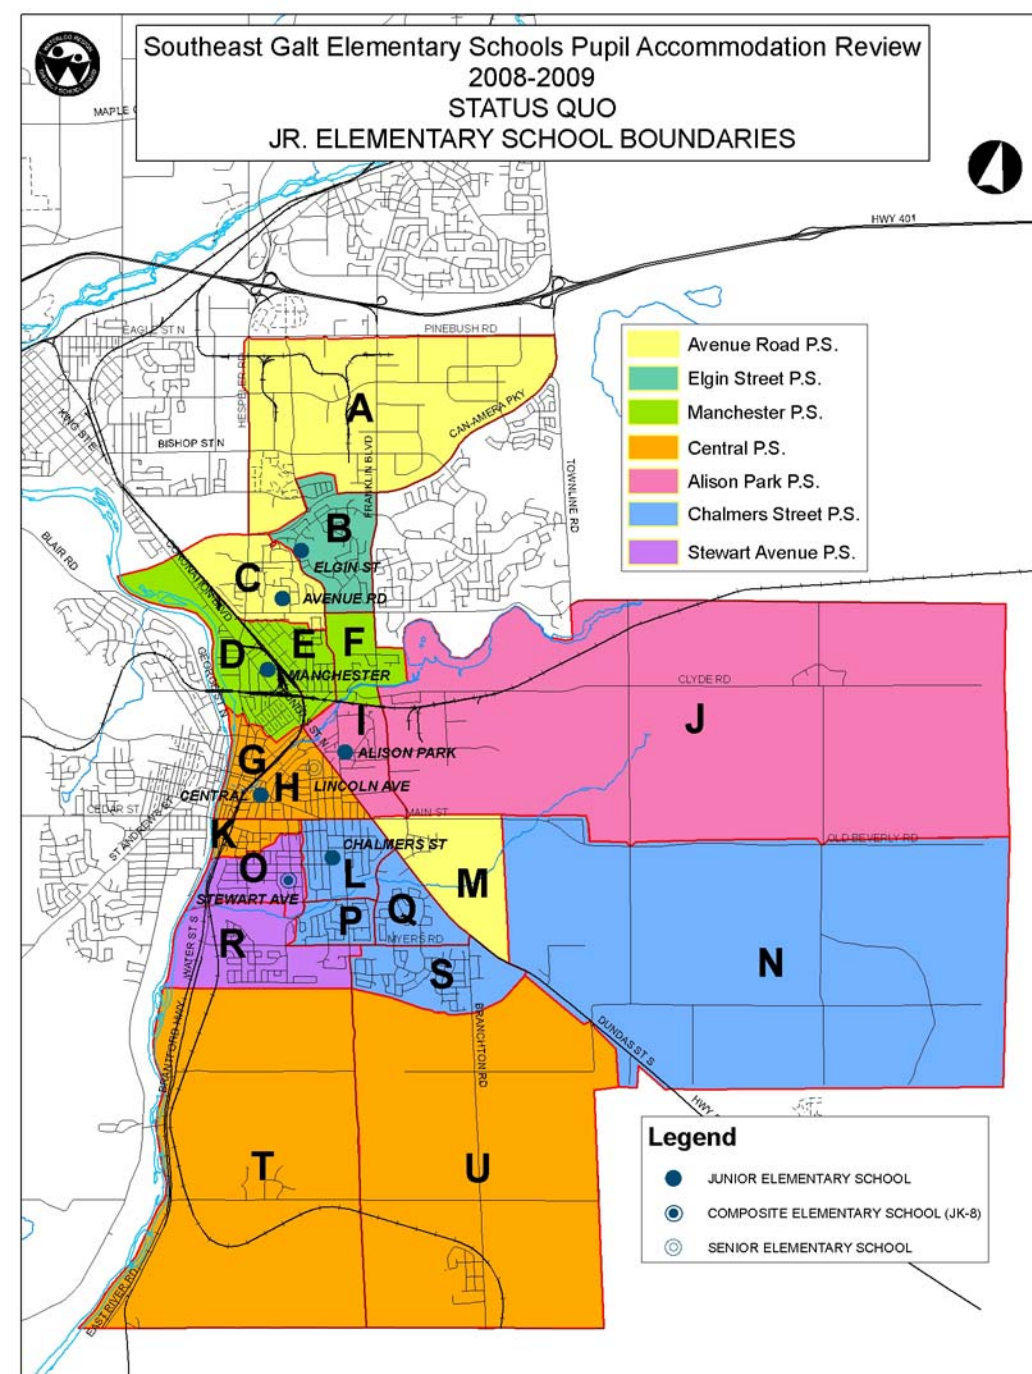 Southeast Galt Elementary Schools Pupil Accommodation Review
2008-2009
STATUS QUO
JR. ELEMENTARY SCHOOL BOUNDARIES
MAPLE
HWY 401
EAGLE ST N
PINEBUSH RD
Avenue Road P.S.
Elgin Street P.S.
Manchester P.S.
Central P.S.
Alison Park P.S.
Chalmers Street P.S.
Stewart Avenue P.S.
HESPELER RD
A
CAN-AMERA PKY
KING ST E
BISHOP ST N
FRANKLIN BLVD
TOWNLINE RD
B
BLAIR RD
CORONATION BLVD
ELGIN ST
C
AVENUE RD
D
E
F
MANCHESTER
GEORGE ST N
CLYDE RD
DUNDAS ST N
I
J
G
ALISON PARK
H
LINCOLN AVE
CENTRAL
CEDAR ST
ST ANDREWS ST
MAIN ST
K
OLD BEVERLY RD
CHALMERS ST
O
L
M
STEWART AVE
P
Q
WATER ST S
R
MYERS RD
S
N
BRANTFORD HWY
BRANCHTON RD
DUNDAS ST S
HWY
T
U
EAST RIVER RD
Legend
JUNIOR ELEMENTARY SCHOOL
COMPOSITE ELEMENTARY SCHOOL (JK-8)
SENIOR ELEMENTARY SCHOOL